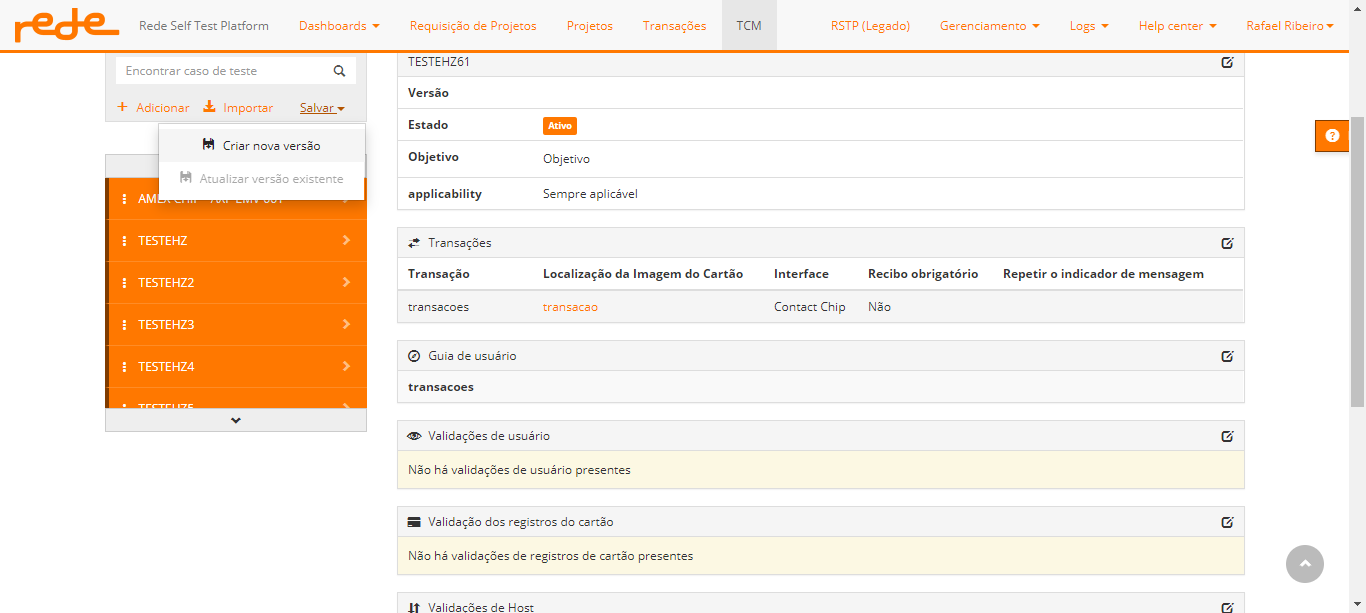 rede Rede Self Test Platform Dashboards Requisição de Projetos Projetos Transações TCM RSTP (Legado) Gerenciamento Logs Help center Rafael Ribeiro
Encontrar caso de teste
Adicionar Importar Salvar
Criar nova versão
Atualizar versão existente
TESTEHZ
TESTEHZ2
TESTEHZ3
TESTEHZ4
TESTEHZ5
TESTEHZ61
Versão
Estado Ativo
Objetivo Objetivo
applicability Sempre aplicável
Transações
Transação Localização da Imagem do Cartão Interface Recibo obrigatório Repetir o indicador de mensagem
transacoes transacao Contact Chip Não
Guia de usuário
transacoes
Validações de usuário
Não há validações de usuário presentes
Validação dos registros do cartão
Não há validações de registros de cartão presentes
Validações de Host